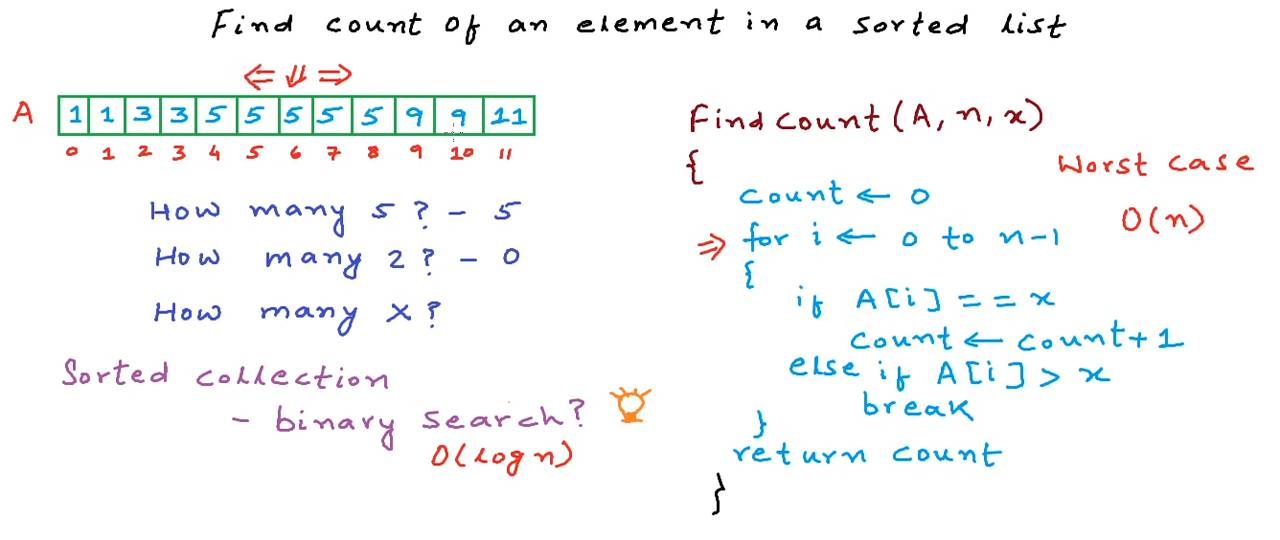 Find count of an element in a sorted list
⇐ ⇓ ⇒
A 1 1 3 3 5 5 5 5 5 9 9 11
0 1 2 3 4 5 6 7 8 9 10 11
How many 5 ? - 5
How many 2 ? - 0
How many x ?
Sorted collection
- binary search?
O(log n)
Findcount(A, n, x)
{
Worst case
O(n)
count ← 0
⇒ for i ← 0 to n-1
{
if A[i] == x
count ← count + 1
else if A[i] > x
break
}
return count
}